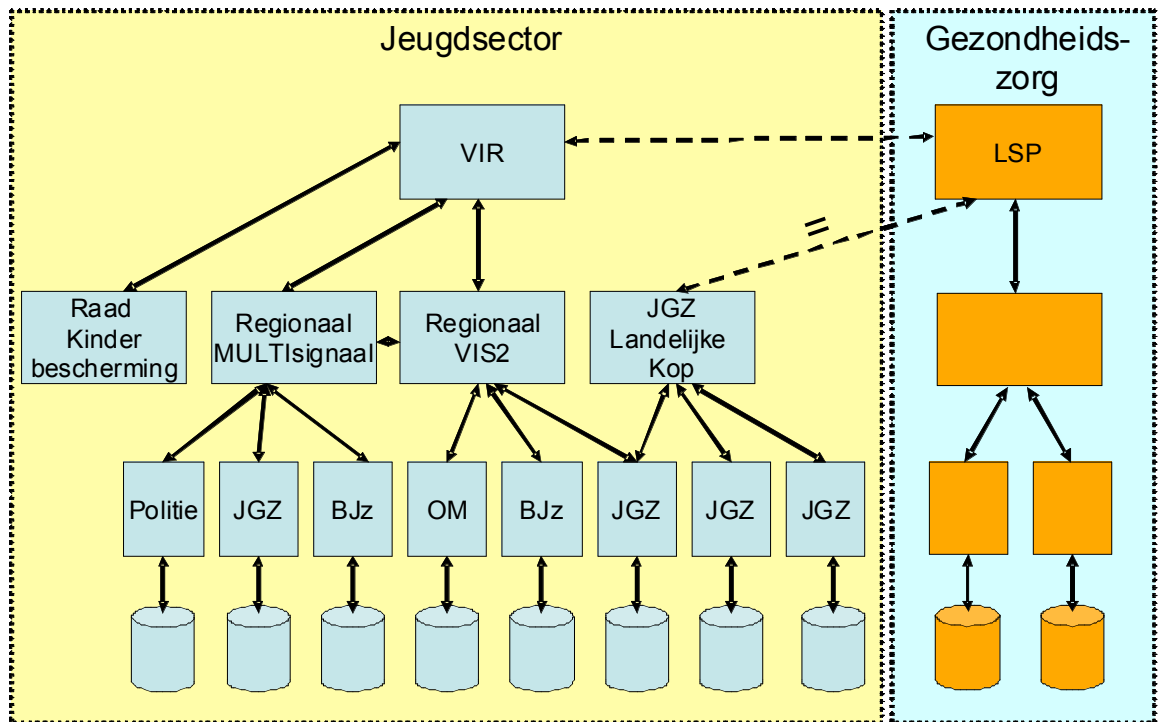 Jeugdsector
Gezondheids-
zorg
VIR
LSP
Raad
Kinder
bescherming
Regionaal
MULTIsignaal
Regionaal
VIS2
JGZ
Landelijke
Kop
Politie
JGZ
BJz
OM
BJz
JGZ
JGZ
JGZ